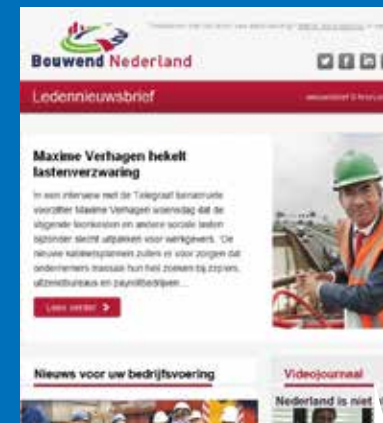 Bouwend Nederland
Ledennieuwsbrief
Maxime Verhagen hekelt
lastenverzwaring
In een interview met de Telegraaf benadrukte
voorzitter Maxime Verhagen woensdag dat de
stijgende loonkosten en andere sociale lasten
bijzonder slecht uitpakken voor werkgevers. 'De
nieuwe kabinetsplannen zullen er voor zorgen dat
ondernemers massaal hun heil zoeken bij zzp'ers,
uitzendbureaus en payrollbedrijven...
Lees verder
Nieuws voor uw bedrijfsvoering
Videojournaal
Nederland is niet